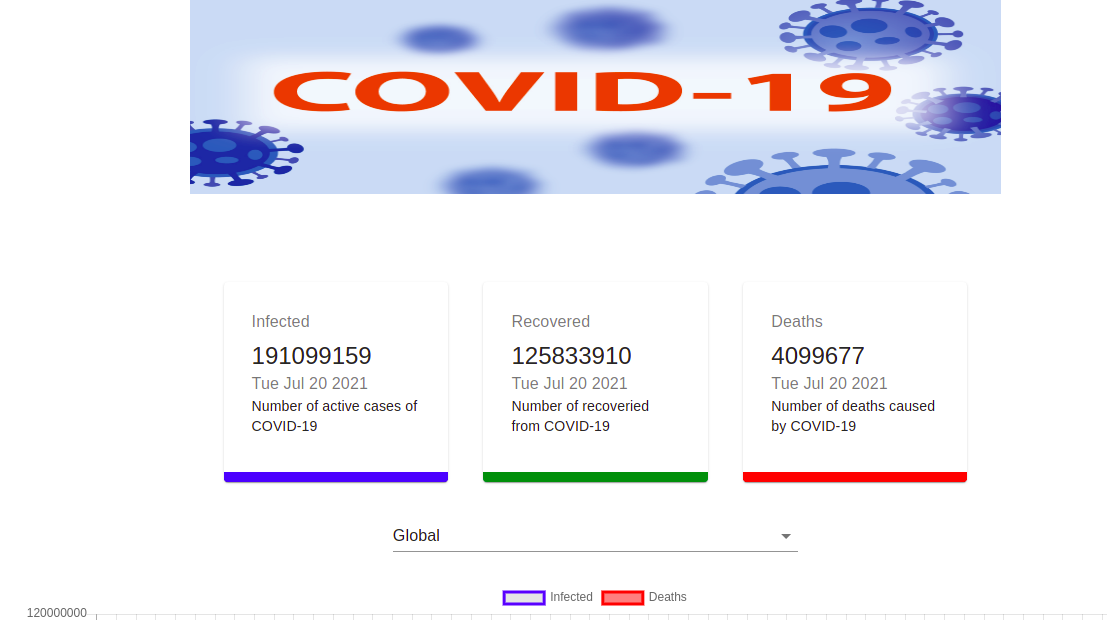 COVID-19
Infected
191099159
Tue Jul 20 2021
Number of active cases of
COVID-19
Recovered
125833910
Tue Jul 20 2021
Number of recoveried
from COVID-19
Deaths
4099677
Tue Jul 20 2021
Number of deaths caused
by COVID-19
Global
Infected
Deaths
120000000